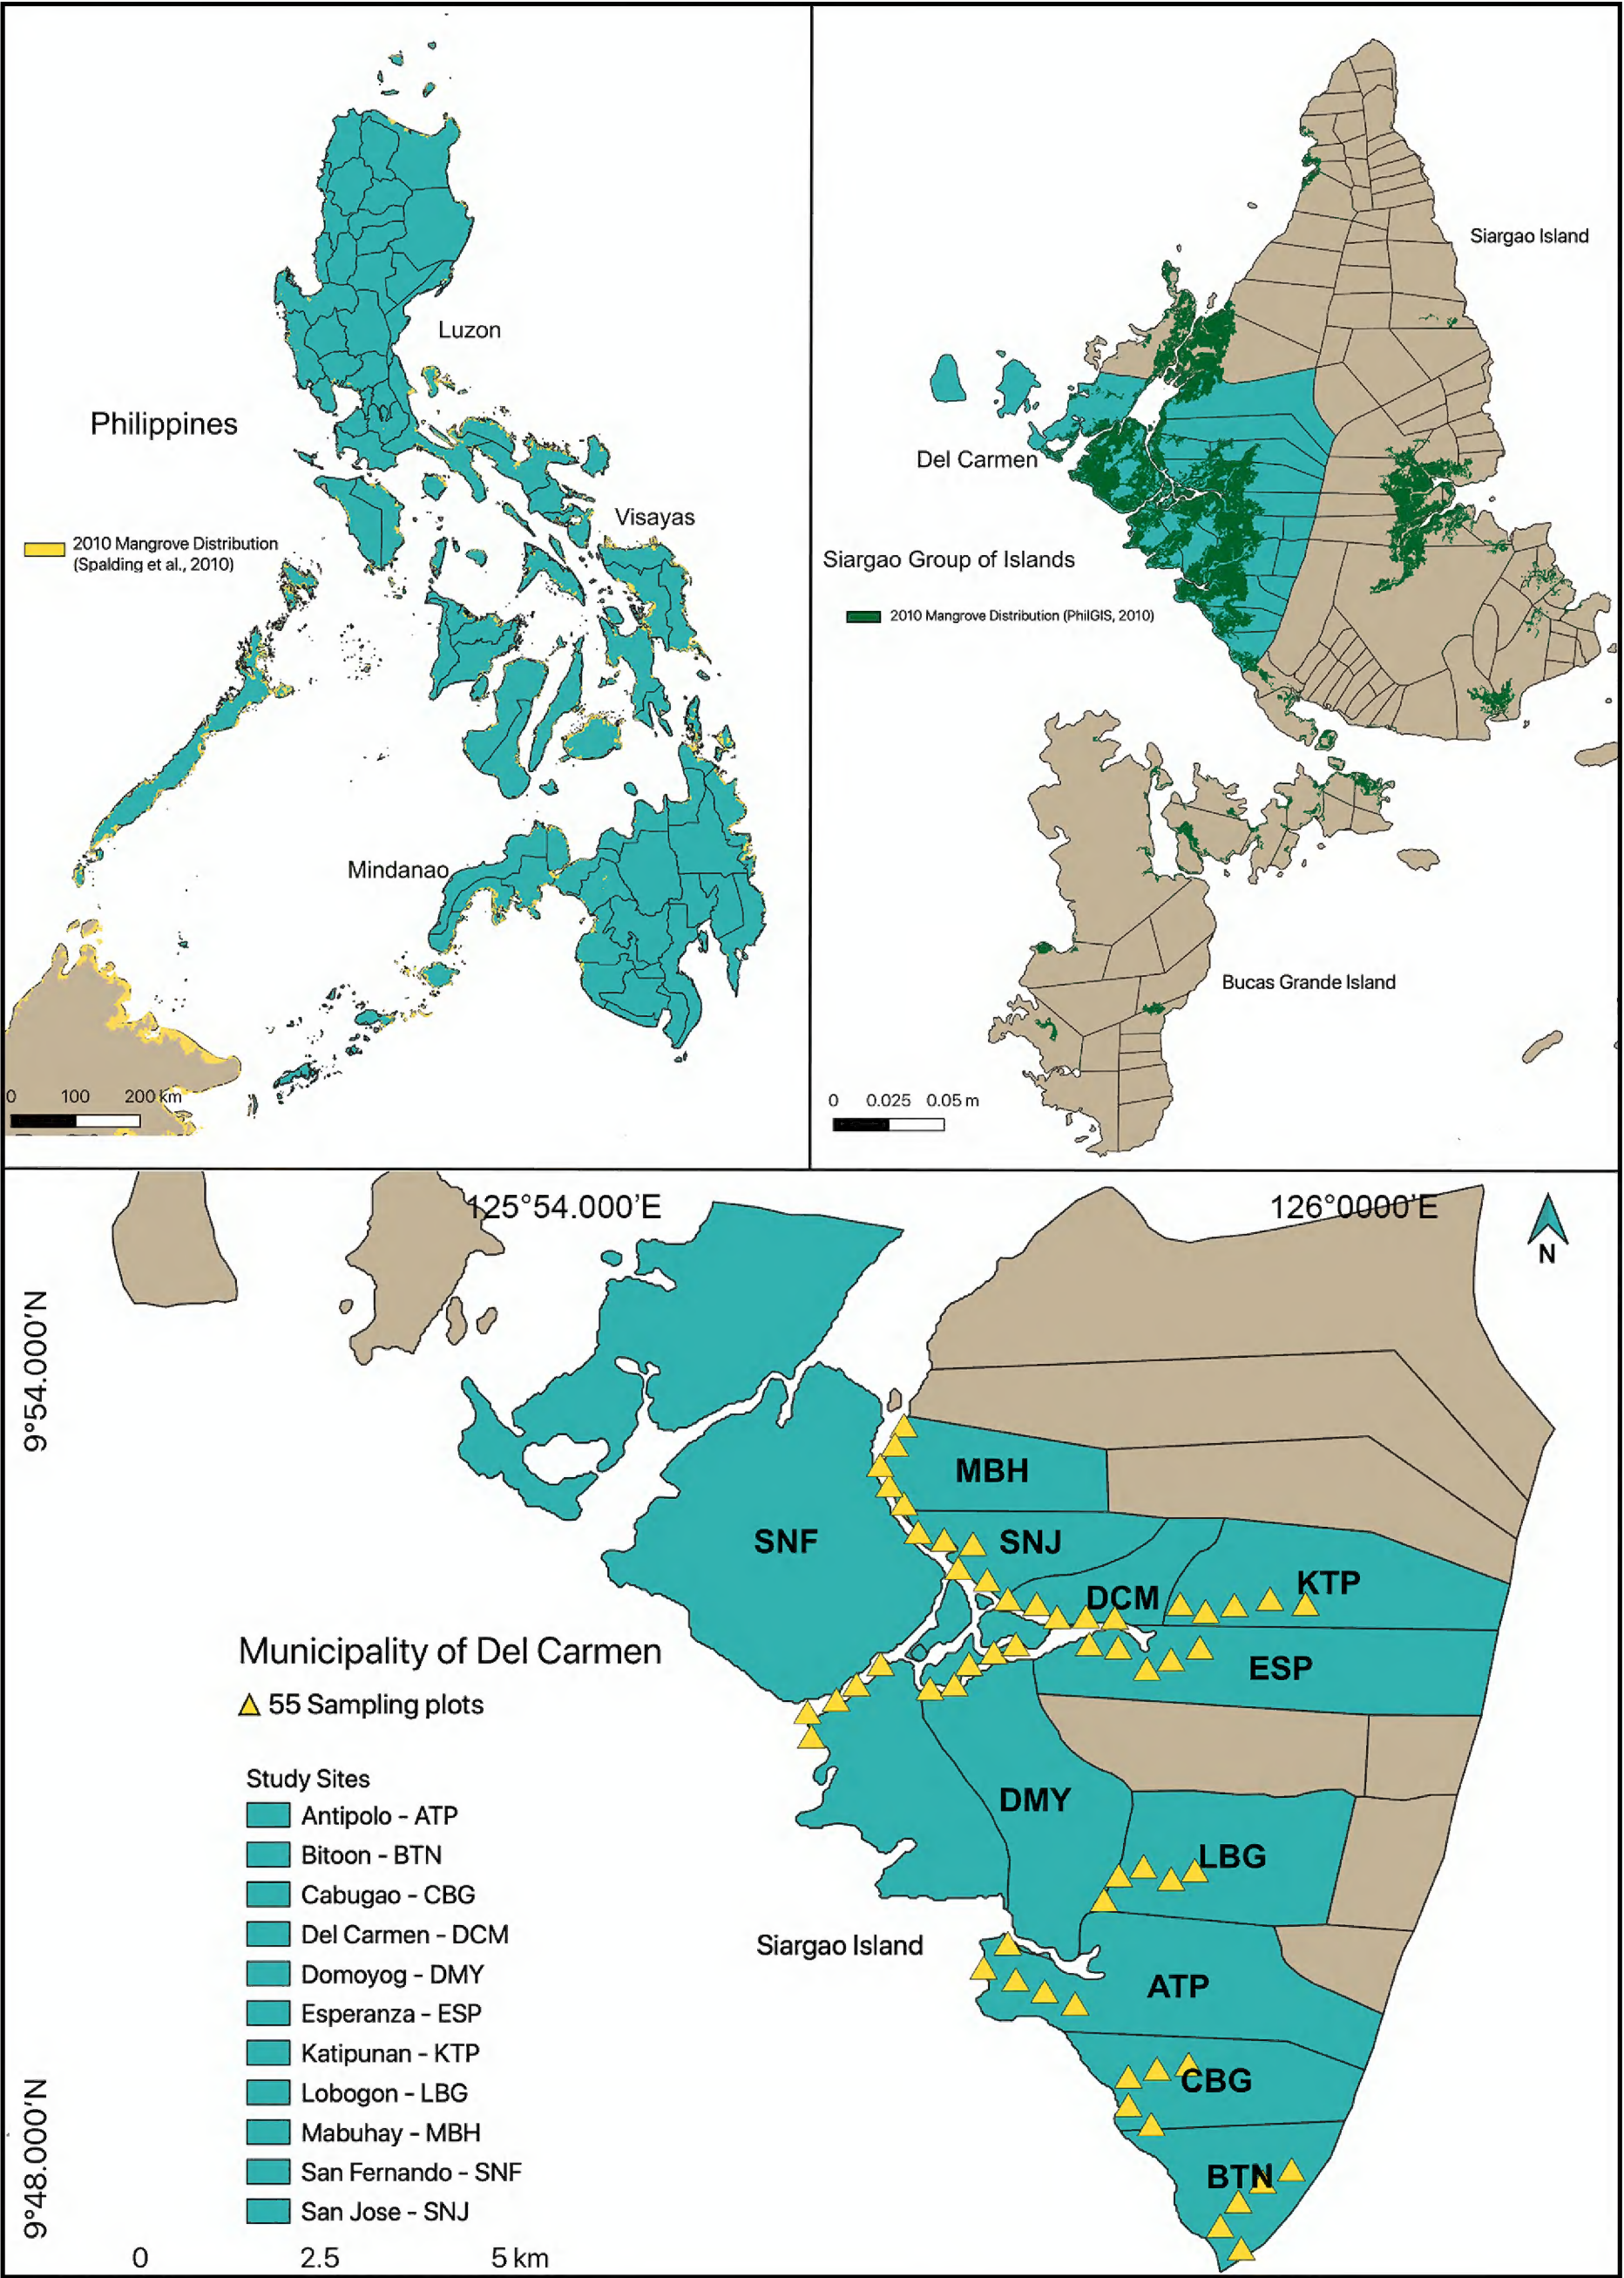 Luzon
Philippines
Visayas
2010 Mangrove Distribution
(Spalding et al., 2010)
Mindanao
0 100 200 km
Siargao Island
Del Carmen
Siargao Group of Islands
2010 Mangrove Distribution (PhilGIS, 2010)
Bucas Grande Island
0 0.025 0.05 m
125°54.000'E
126°0000'E
N
9°54.000'N
MBH
SNF
SNJ
KTP
DCM
Municipality of Del Carmen
ESP
55 Sampling plots
Study Sites
DMY
Antipolo - ATP
Bitoon - BTN
LBG
Cabugao - CBG
Del Carmen - DCM
Siargao Island
Domoyog - DMY
ATP
Esperanza - ESP
Katipunan - KTP
CBG
Lobogon - LBG
Mabuhay - MBH
9°48.000'N
San Fernando - SNF
BTN
San Jose - SNJ
0 2.5 5 km